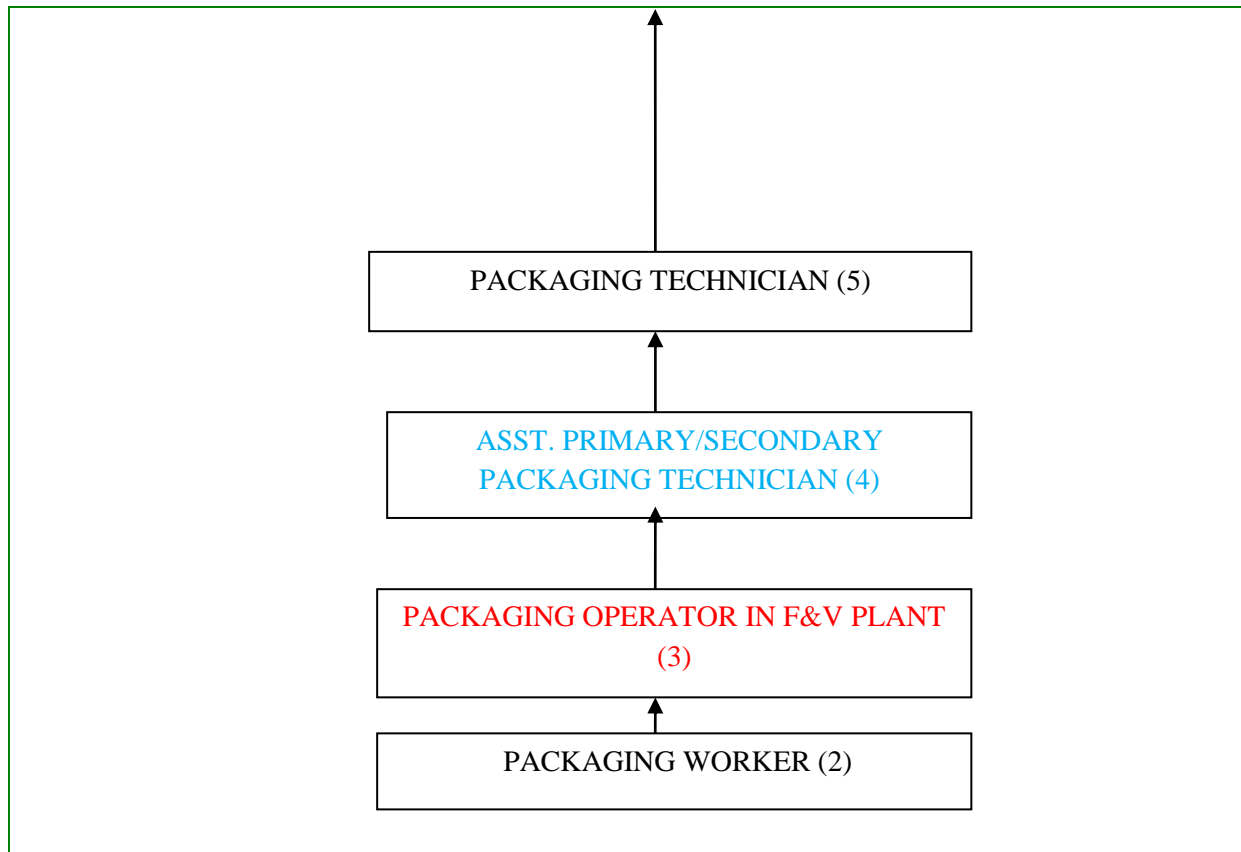 PACKAGING TECHNICIAN (5)
ASST. PRIMARY/SECONDARY
PACKAGING TECHNICIAN (4)
PACKAGING OPERATOR IN F&V PLANT
(3)
PACKAGING WORKER (2)